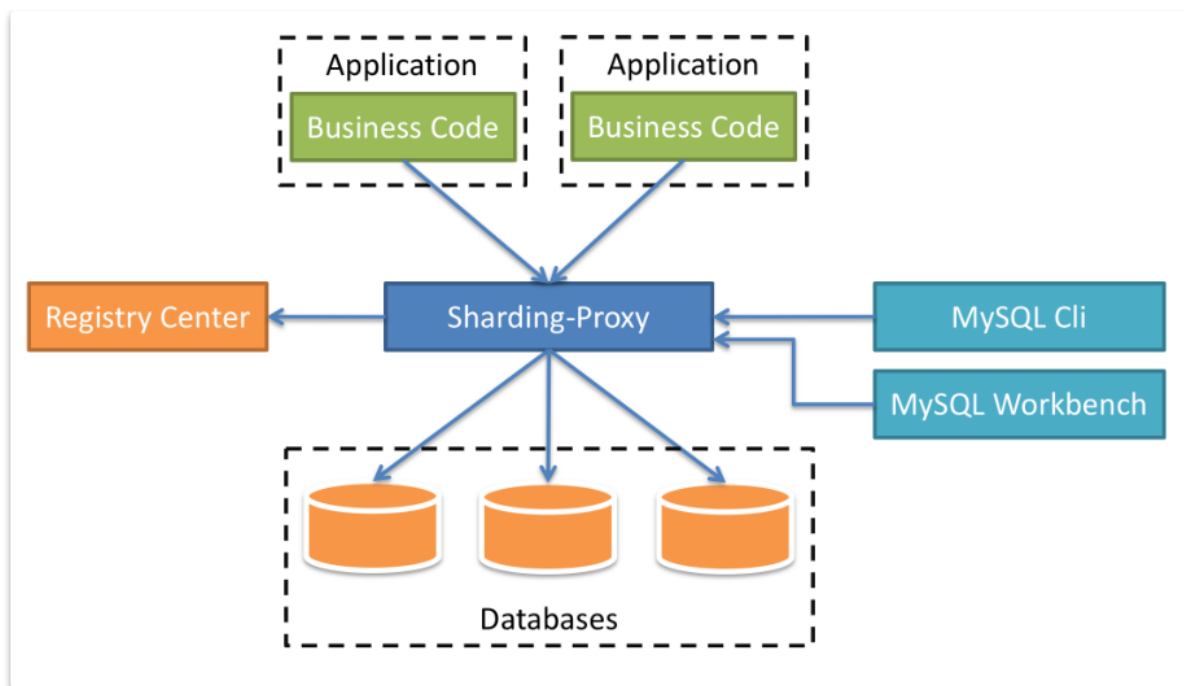 Application
Application
Business Code
Business Code
Registry Center
Sharding-Proxy
MySQL Cli
MySQL Workbench
Databases